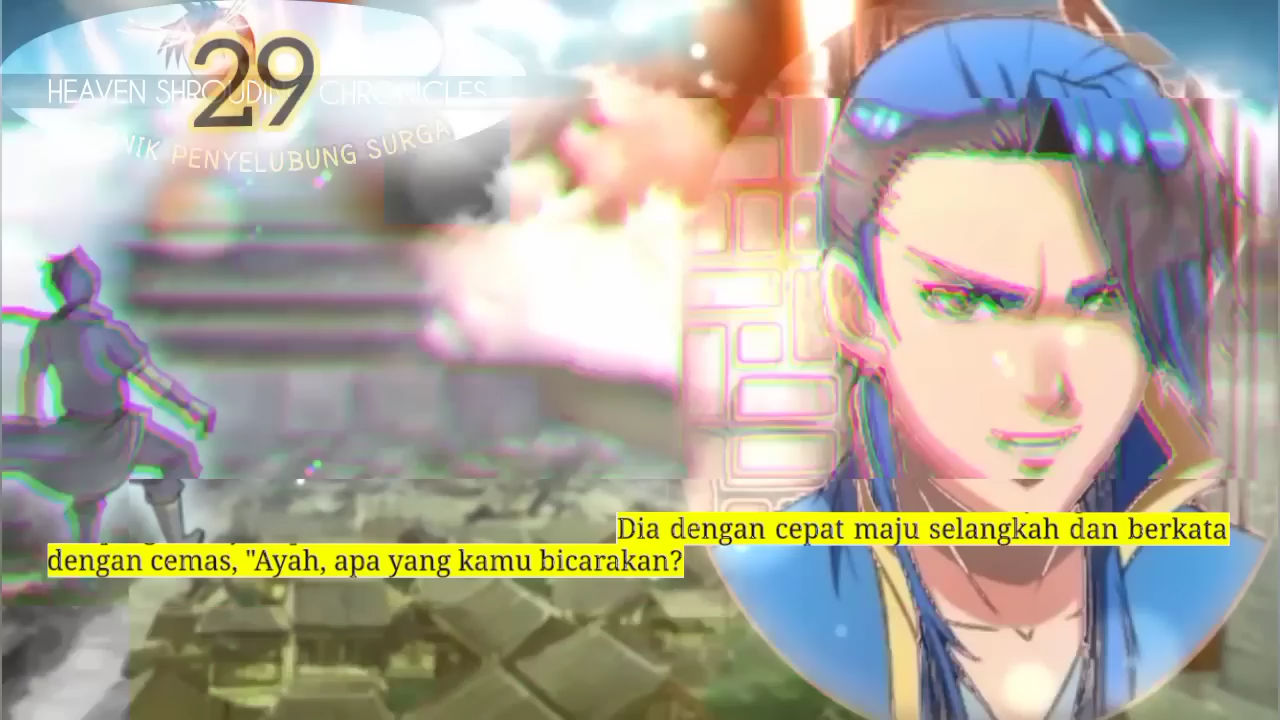 29
HEAVEN SHROUDING CHRONICLES
NIK PENYELUBUNG SURGA
Dia dengan cepat maju selangkah dan berkata
dengan cemas, "Ayah, apa yang kamu bicarakan?